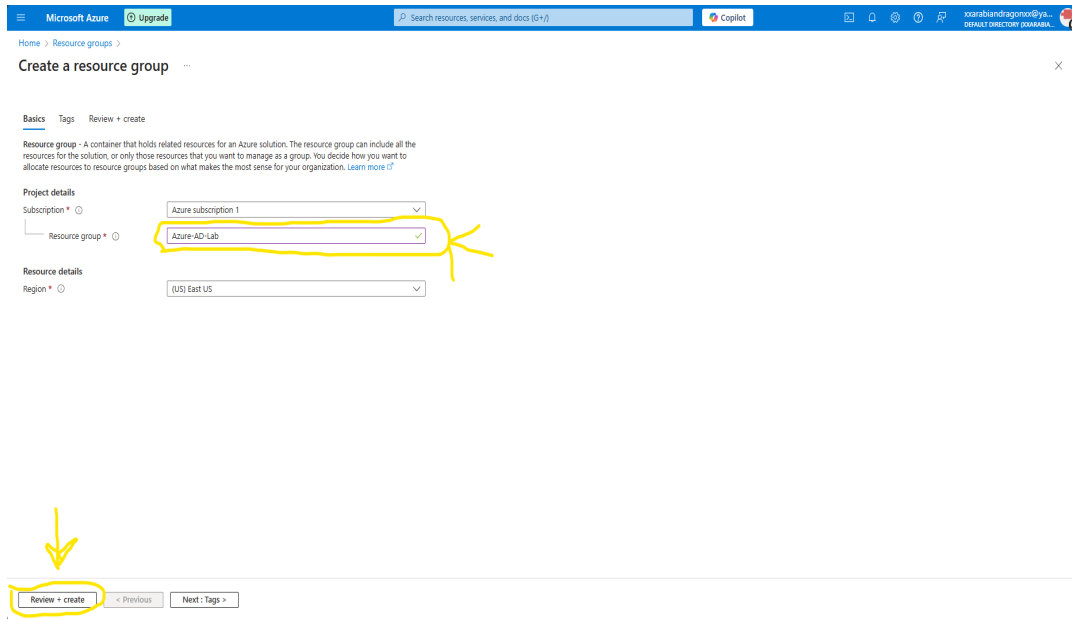 Microsoft Azure Upgrade Search resources, services, and docs (G+/) Copilot xxarabiandragonxx@ya...
DEFAULT DIRECTORY (XXARABIA...
Home > Resource groups >
Create a resource group ...
Basics Tags Review + create
Resource group - A container that holds related resources for an Azure solution. The resource group can include all the
resources for the solution, or only those resources that you want to manage as a group. You decide how you want to
allocate resources to resource groups based on what makes the most sense for your organization. Learn more
Project details
Subscription * Azure subscription 1
Resource group * Azure-AD-Lab
Resource details
Region * (US) East US
Review + create < Previous Next : Tags >